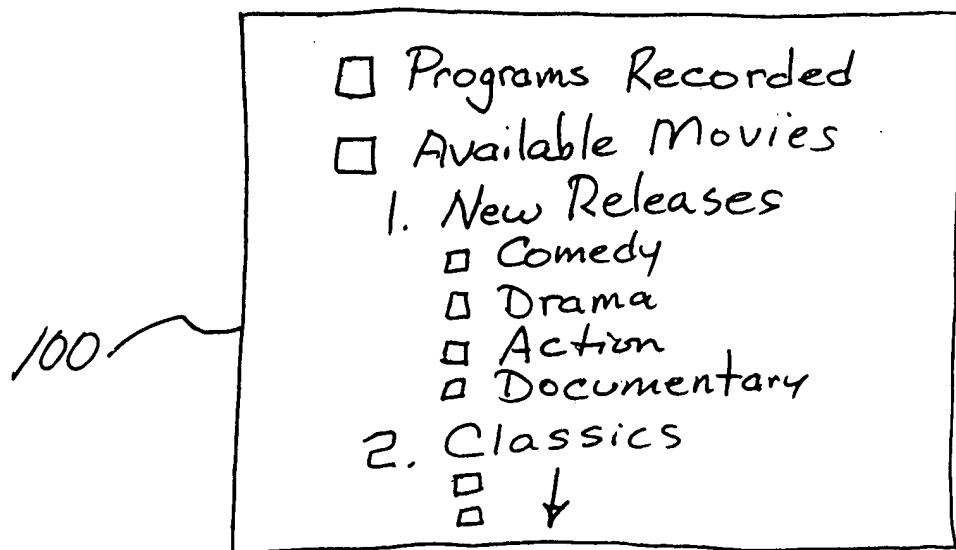 Programs Recorded
Available Movies
1. New Releases
Comedy
Drama
Action
Documentary
2. Classics
100